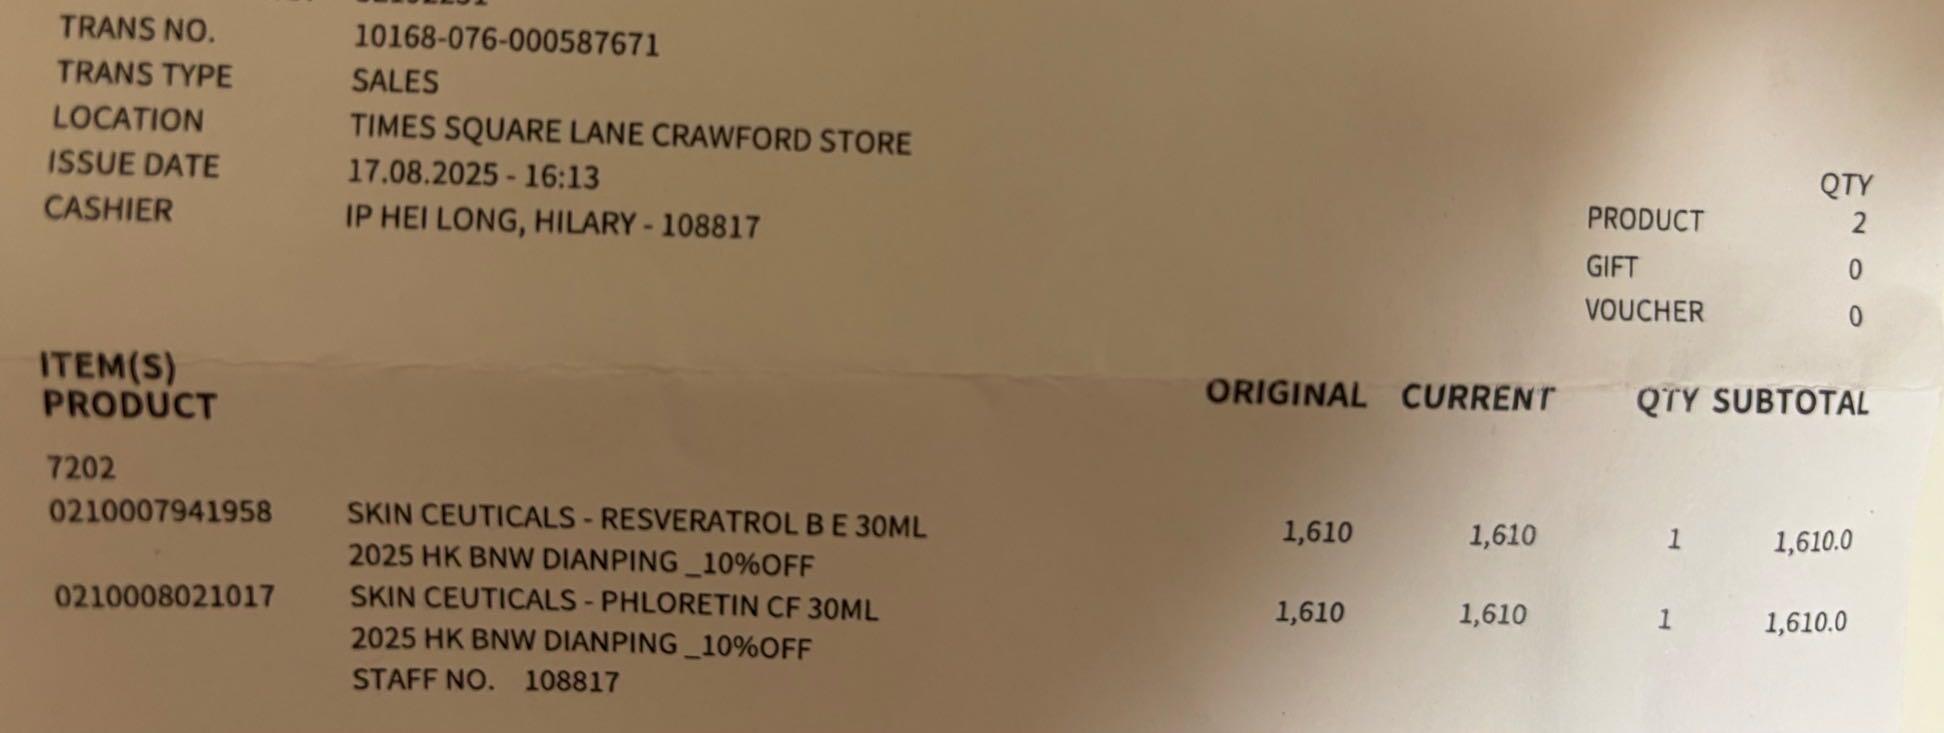 TRANS NO. 10168-076-000587671
TRANS TYPE SALES
LOCATION TIMES SQUARE LANE CRAWFORD STORE
ISSUE DATE 17.08.2025 - 16:13
CASHIER IP HEI LONG, HILARY - 108817
QTY
PRODUCT 2
GIFT 0
VOUCHER 0
ITEM(S)
PRODUCT ORIGINAL CURRENT QTY SUBTOTAL
7202
0210007941958 SKIN CEUTICALS - RESVERATROL B E 30ML 1,610 1,610 1 1,610.0
2025 HK BNW DIANPING _10%OFF
0210008021017 SKIN CEUTICALS - PHLORETIN CF 30ML 1,610 1,610 1 1,610.0
2025 HK BNW DIANPING _10%OFF
STAFF NO. 108817